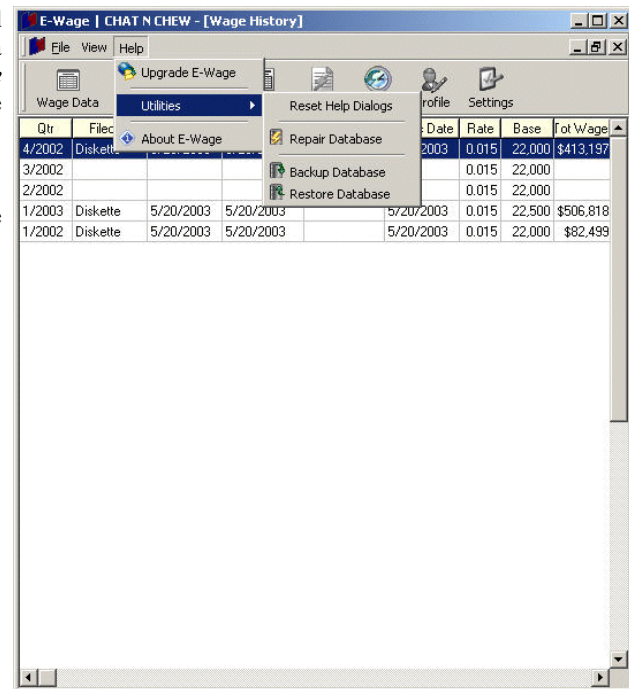 E-Wage | CHAT N CHEW - [Wage History]
File View Help
Upgrade E-Wage
Utilities
About E-Wage
Reset Help Dialogs
Repair Database
Backup Database
Restore Database
Wage Data rofile Settings
Qtr Filed Date Rate Base Tot Wage
4/2002 Diskette 2003 0.015 22,000 $413,197
3/2002 0.015 22,000
2/2002 0.015 22,000
1/2003 Diskette 5/20/2003 5/20/2003 5/20/2003 0.015 22,500 $506,818
1/2002 Diskette 5/20/2003 5/20/2003 5/20/2003 0.015 22,000 $82,499